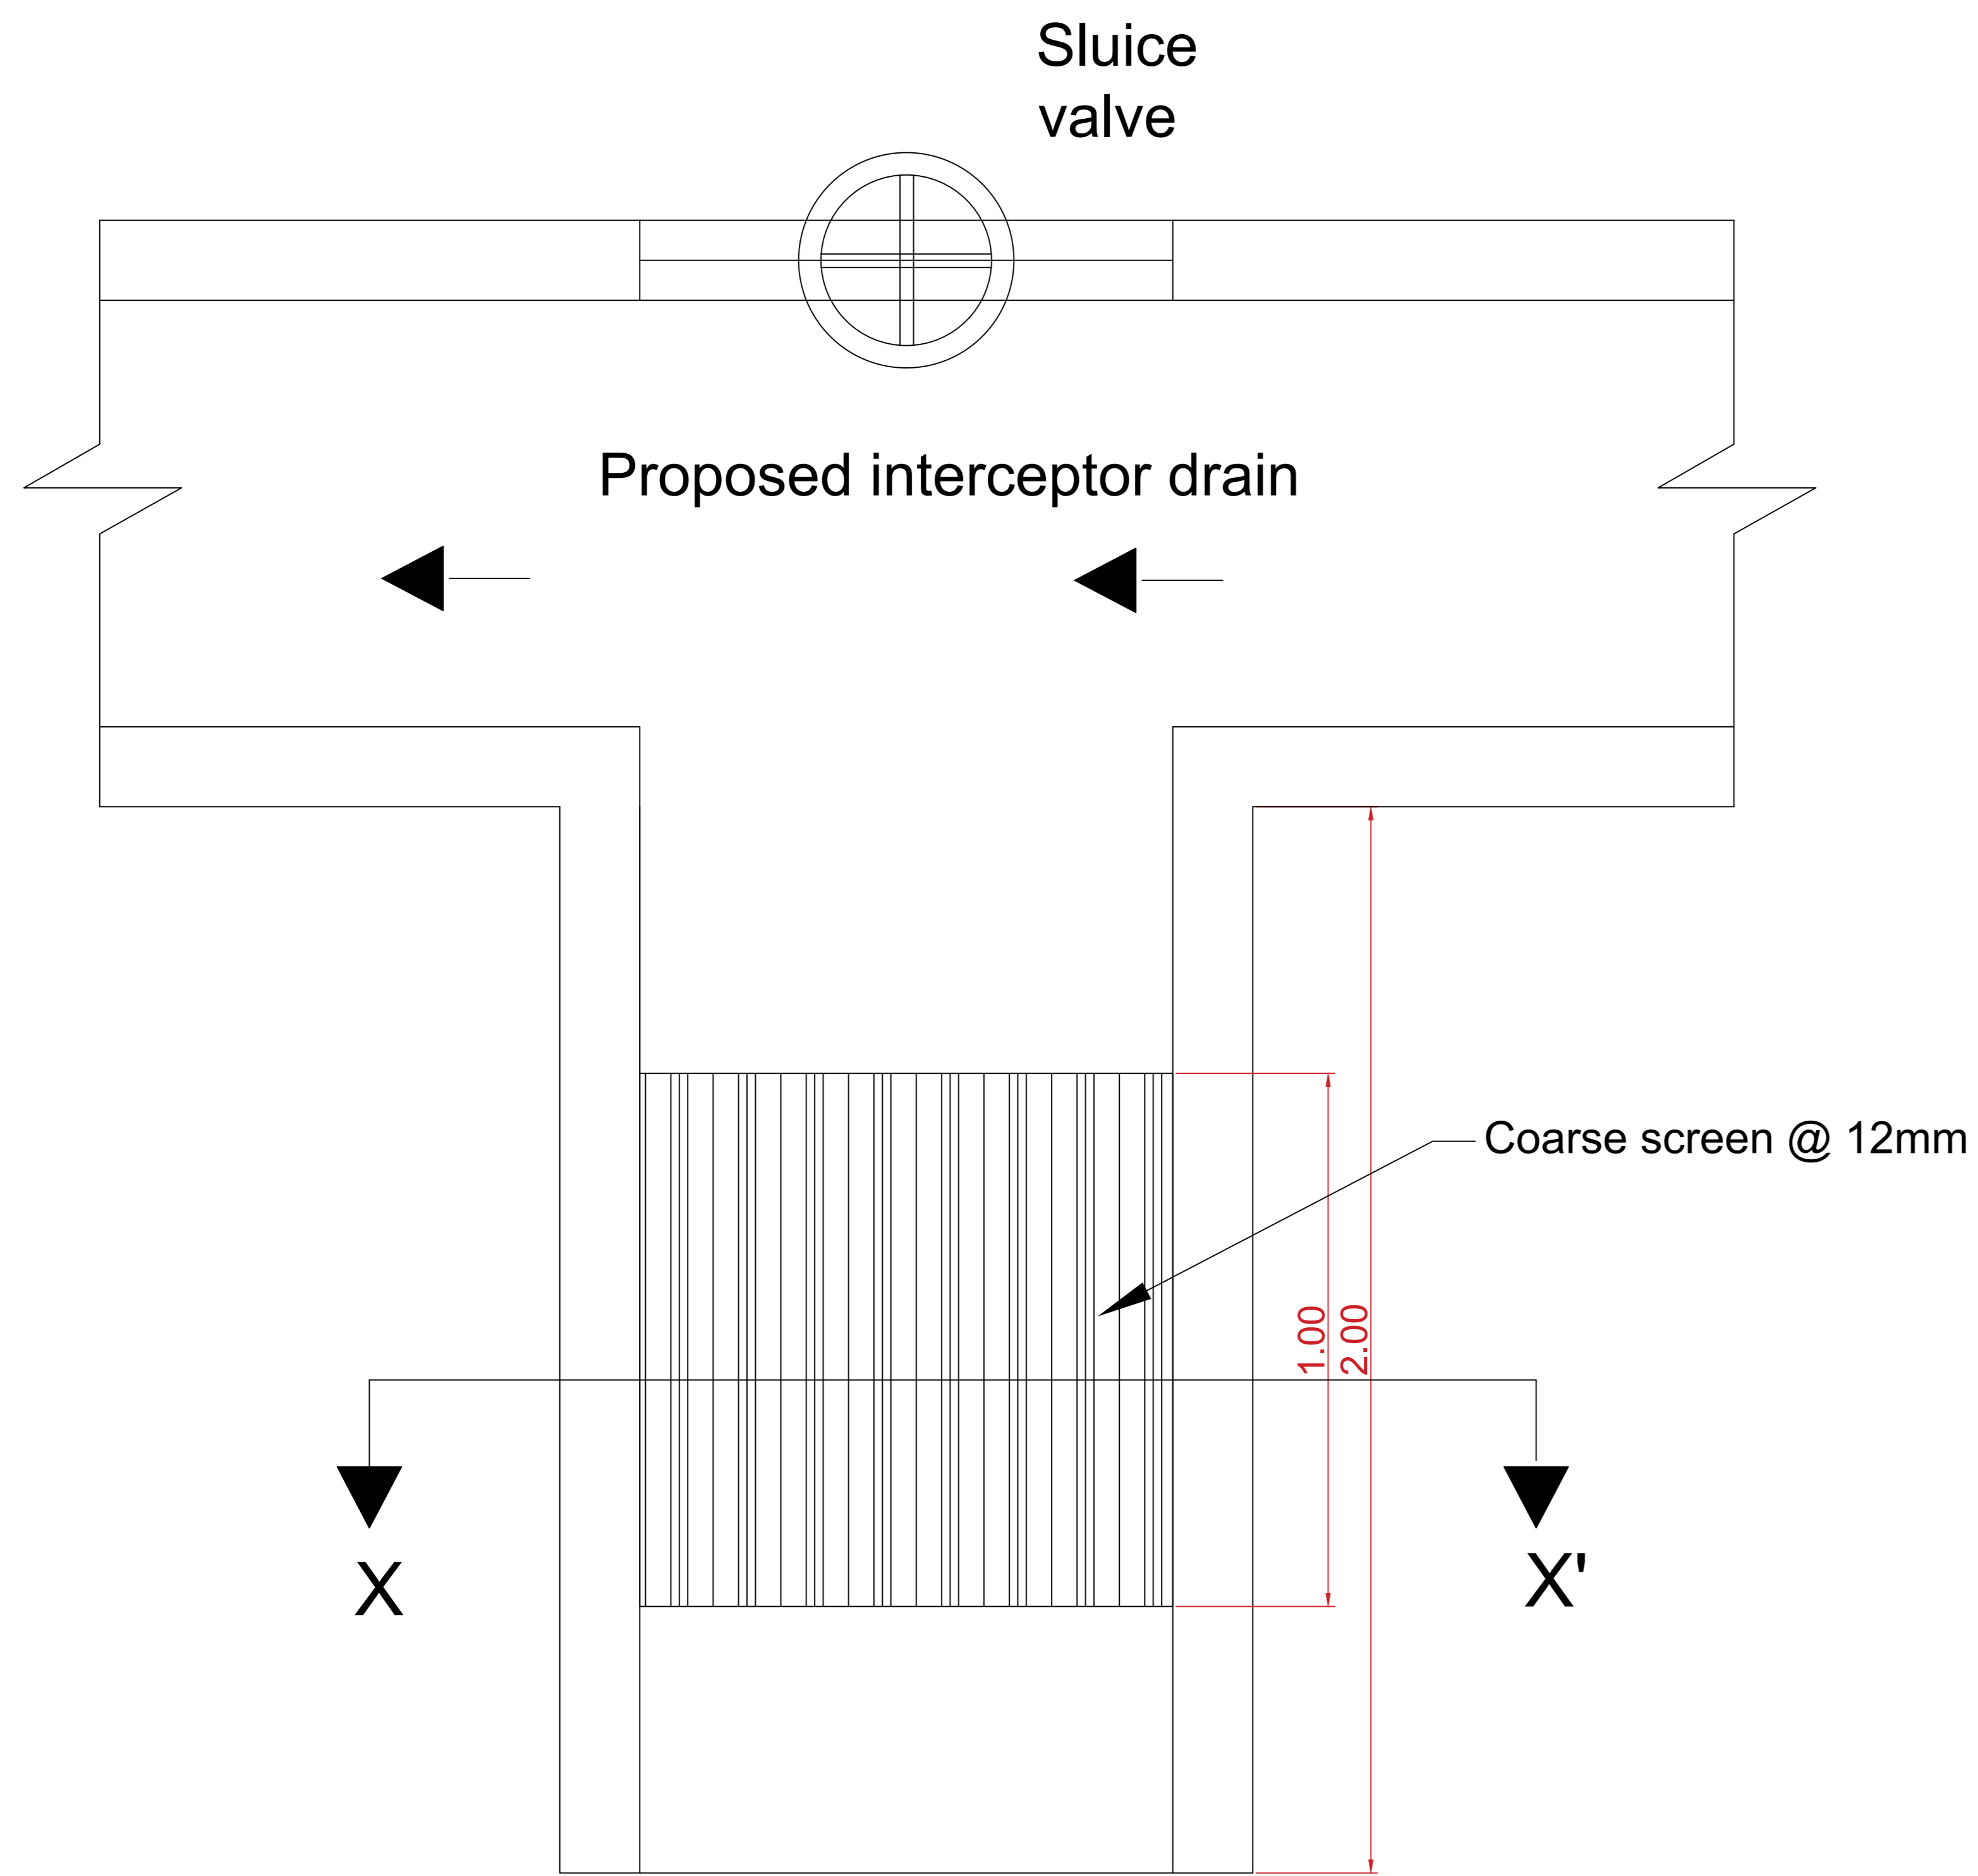 Sluice
valve
Proposed interceptor drain
Coarse screen @ 12mm
1.00
2.00
X
X'